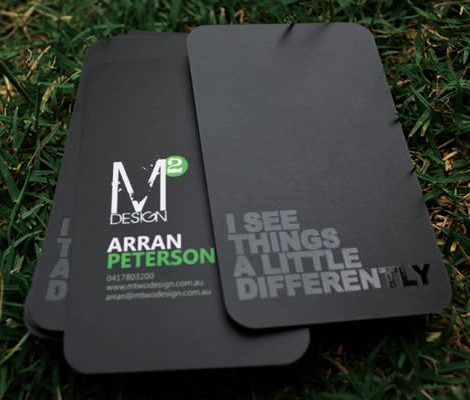 M2
DESIGN
ARRAN
PETERSON
0417803200
www.mtwodesign.com.au
arran@mtwodesign.com.au
I SEE
THINGS
A LITTLE
DIFFERENTLY
I
T
A
D